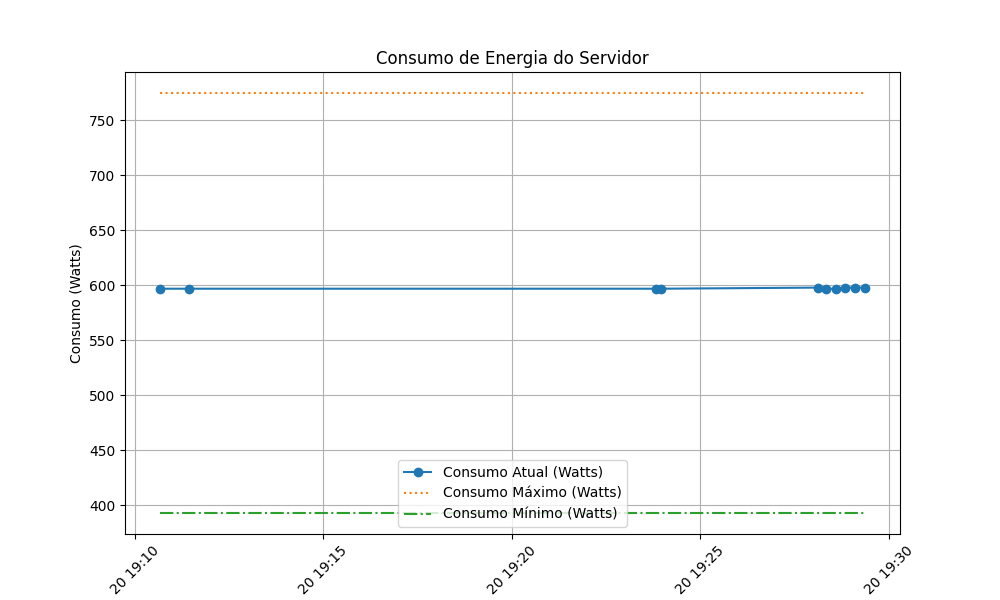 Consumo de Energia do Servidor
Consumo (Watts)
750
700
650
600
550
500
450
400
Consumo Atual (Watts)
Consumo Máximo (Watts)
Consumo Mínimo (Watts)
20 19:10
20 19:15
20 19:20
20 19:25
20 19:30